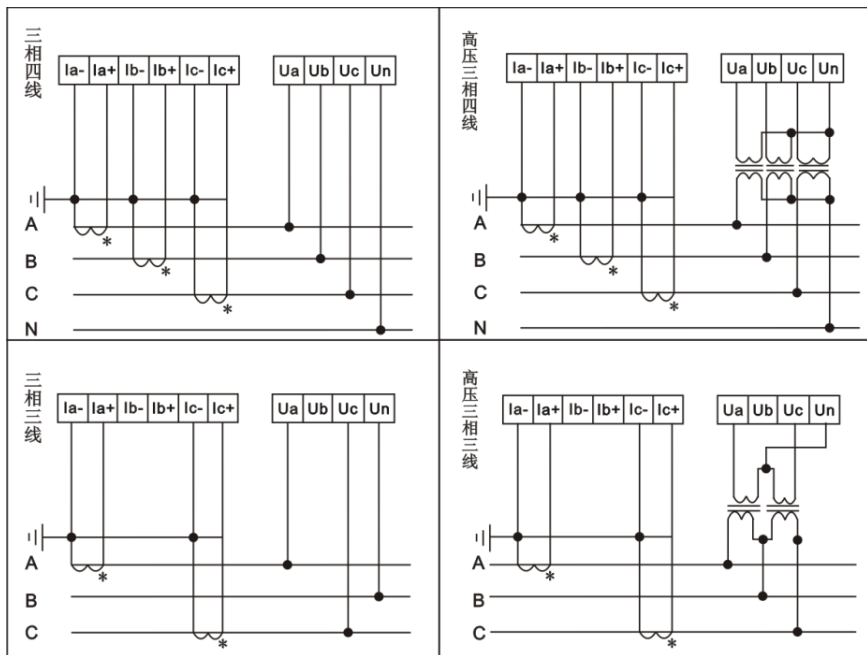 三相四线
Ia- Ia+ Ib- Ib+ Ic- Ic+
Ua Ub Uc Un
A
*
B
*
C
*
N
高压三相四线
Ia- Ia+ Ib- Ib+ Ic- Ic+
Ua Ub Uc Un
A
*
B
*
C
*
N
三相三线
Ia- Ia+ Ib- Ib+ Ic- Ic+
Ua Ub Uc Un
A
*
B
C
*
高压三相三线
Ia- Ia+ Ib- Ib+ Ic- Ic+
Ua Ub Uc Un
A
*
B
C
*